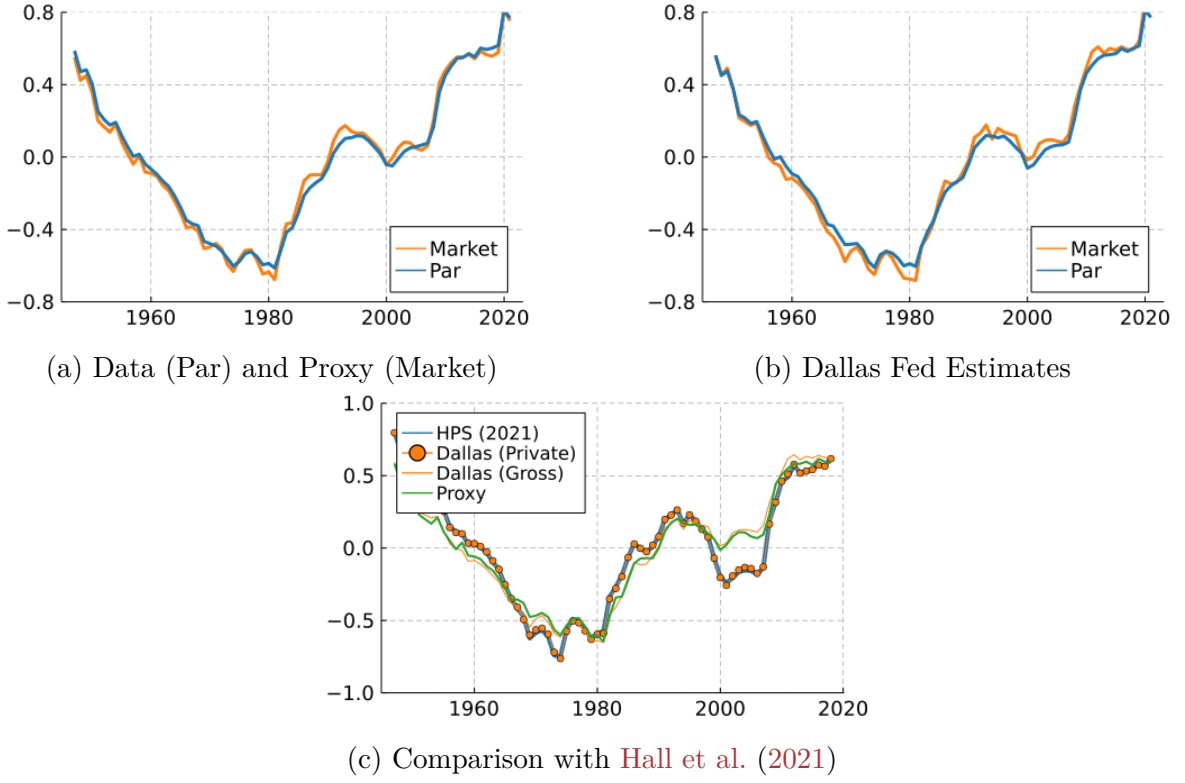 0.8
0.4
0.0
−0.4
−0.8
1960 1980 2000 2020
Market
Par
(a) Data (Par) and Proxy (Market)
0.8
0.4
0.0
−0.4
−0.8
1960 1980 2000 2020
Market
Par
(b) Dallas Fed Estimates
1.0
0.5
0.0
−0.5
−1.0
1960 1980 2000 2020
HPS (2021)
Dallas (Private)
Dallas (Gross)
Proxy
(c) Comparison with Hall et al. (2021)